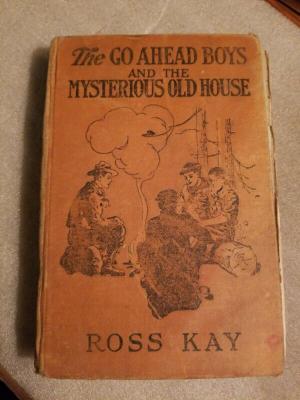 The GO AHEAD BOYS
AND THE
MYSTERIOUS OLD HOUSE
ROSS KAY